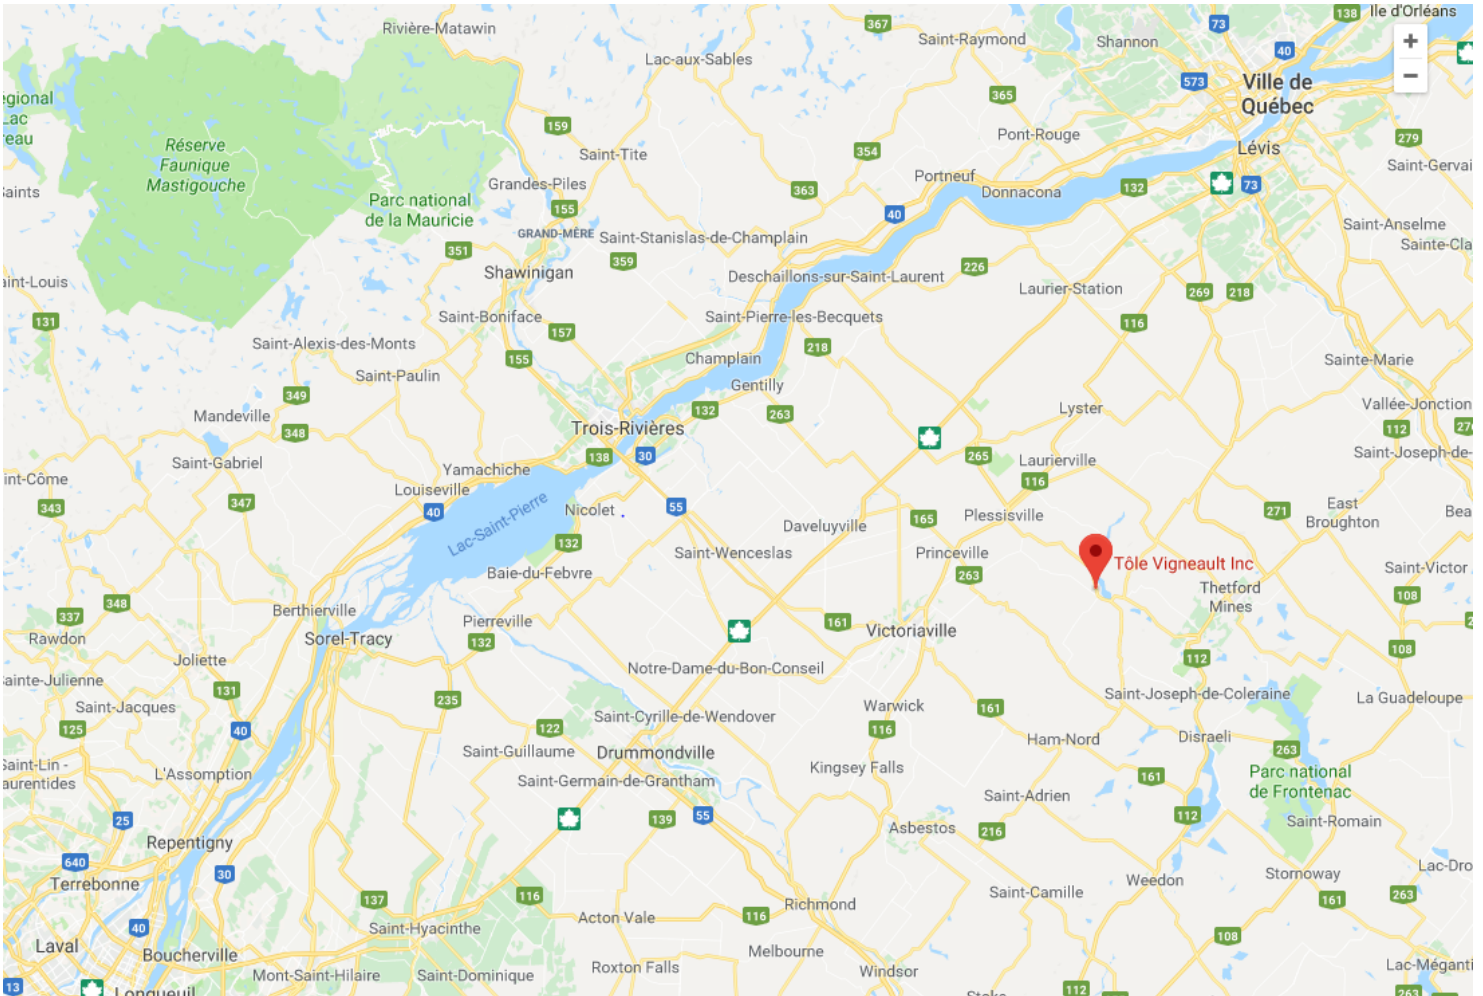 138
Ile d'Orléans
Rivière-Matawin
367
Saint-Raymond
Shannon
73
40
+
−
Lac-aux-Sables
573
Ville de
Québec
egional
Lac
reau
365
159
Pont-Rouge
279
Réserve
Faunique
Mastigouche
Saint-Tite
354
Lévis
Saint-Gervai
aints
Grandes-Piles
363
Portneuf
Donnacona
132
73
Parc national
de la Mauricie
155
40
Saint-Anselme
GRAND-MÈRE
Saint-Stanislas-de-Champlain
Sainte-Cla
351
359
Shawinigan
Deschaillons-sur-Saint-Laurent
226
aint-Louis
Laurier-Station
269
218
131
Saint-Boniface
157
Saint-Pierre-les-Becquets
116
Saint-Alexis-des-Monts
155
Champlain
218
Sainte-Marie
Saint-Paulin
Gentilly
349
Mandeville
132
263
Lyster
Vallée-Jonction
348
Trois-Rivières
112
276
Saint-Gabriel
Yamachiche
138
30
265
Laurierville
Saint-Joseph-de-
int-Côme
Louiseville
116
343
347
40
Lac-Saint-Pierre
Nicolet
55
Daveluyville
165
Plessisville
271
East
Broughton
Bea
132
Saint-Wenceslas
Princeville
Tôle Vigneault Inc
Baie-du-Febvre
263
Thetford
Mines
Saint-Victor
348
337
Berthierville
Pierreville
161
108
Rawdon
Sorel-Tracy
132
Victoriaville
108
Joliette
Notre-Dame-du-Bon-Conseil
112
ainte-Julienne
131
235
Saint-Joseph-de-Coleraine
La Guadeloupe
Saint-Jacques
Saint-Cyrille-de-Wendover
Warwick
161
125
40
122
116
Ham-Nord
Disraeli
263
Saint-Guillaume
Drummondville
Saint-Lin -
aurentides
L'Assomption
Saint-Germain-de-Grantham
Kingsey Falls
161
Parc national
de Frontenac
Saint-Adrien
25
139
55
Asbestos
216
112
Saint-Romain
Repentigny
640
30
Terrebonne
Weedon
Stornoway
Lac-Dro
137
116
Richmond
Saint-Camille
161
263
40
Saint-Hyacinthe
Acton Vale
116
108
Laval
Boucherville
Melbourne
Mont-Saint-Hilaire
Saint-Dominique
Roxton Falls
Windsor
Lac-Méganti
13
Longueuil
112
263